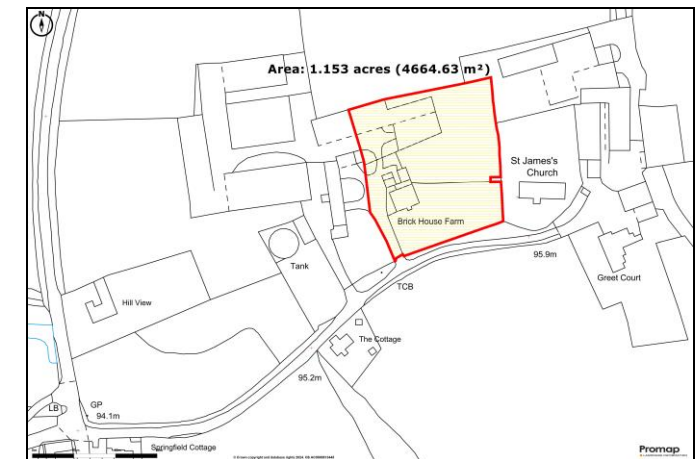 N
Area: 1.153 acres (4664.63 m²)
St James's
Church
Brick House Farm
95.9m
Tank
TCB
Greet Court
Hill View
The Cottage
95.2m
LB
GP
94.1m
Springfield Cottage
Promap